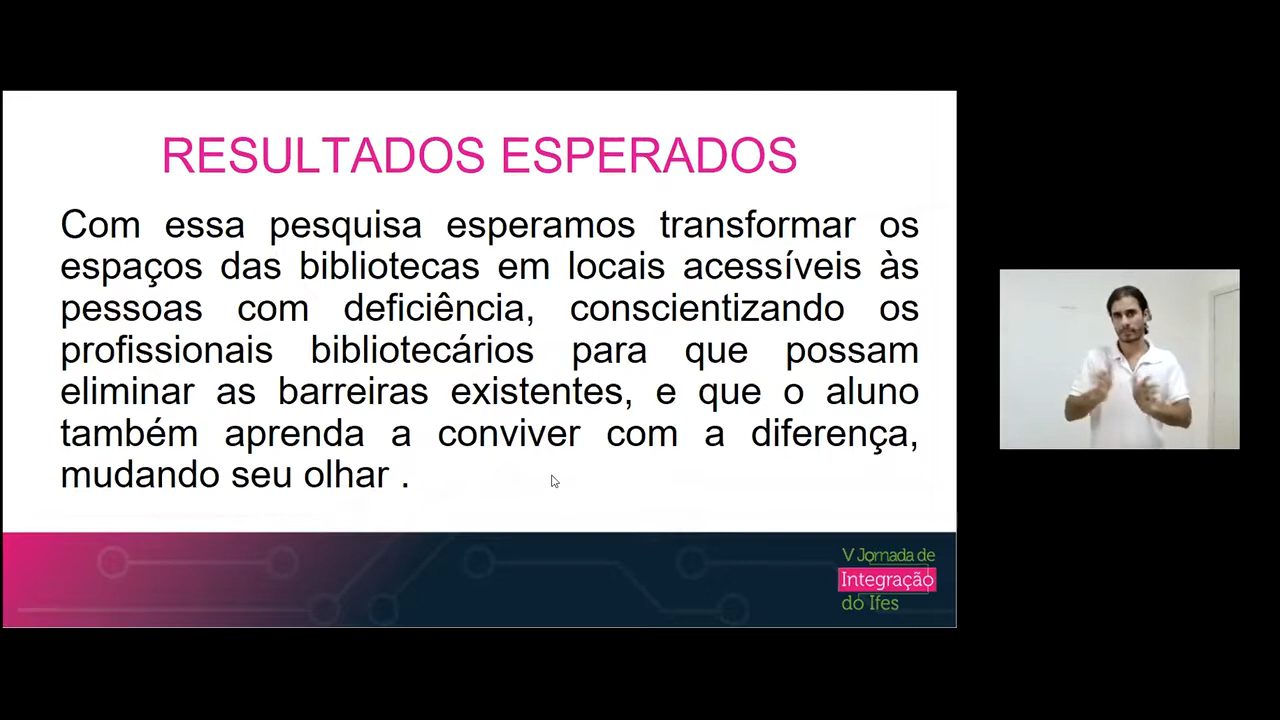 RESULTADOS ESPERADOS
Com essa pesquisa esperamos transformar os
espaços das bibliotecas em locais acessíveis às
pessoas com deficiência, conscientizando os
profissionais bibliotecários para que possam
eliminar as barreiras existentes, e que o aluno
também aprenda a conviver com a diferença,
mudando seu olhar .
V Jornada de
Integração
do Ifes